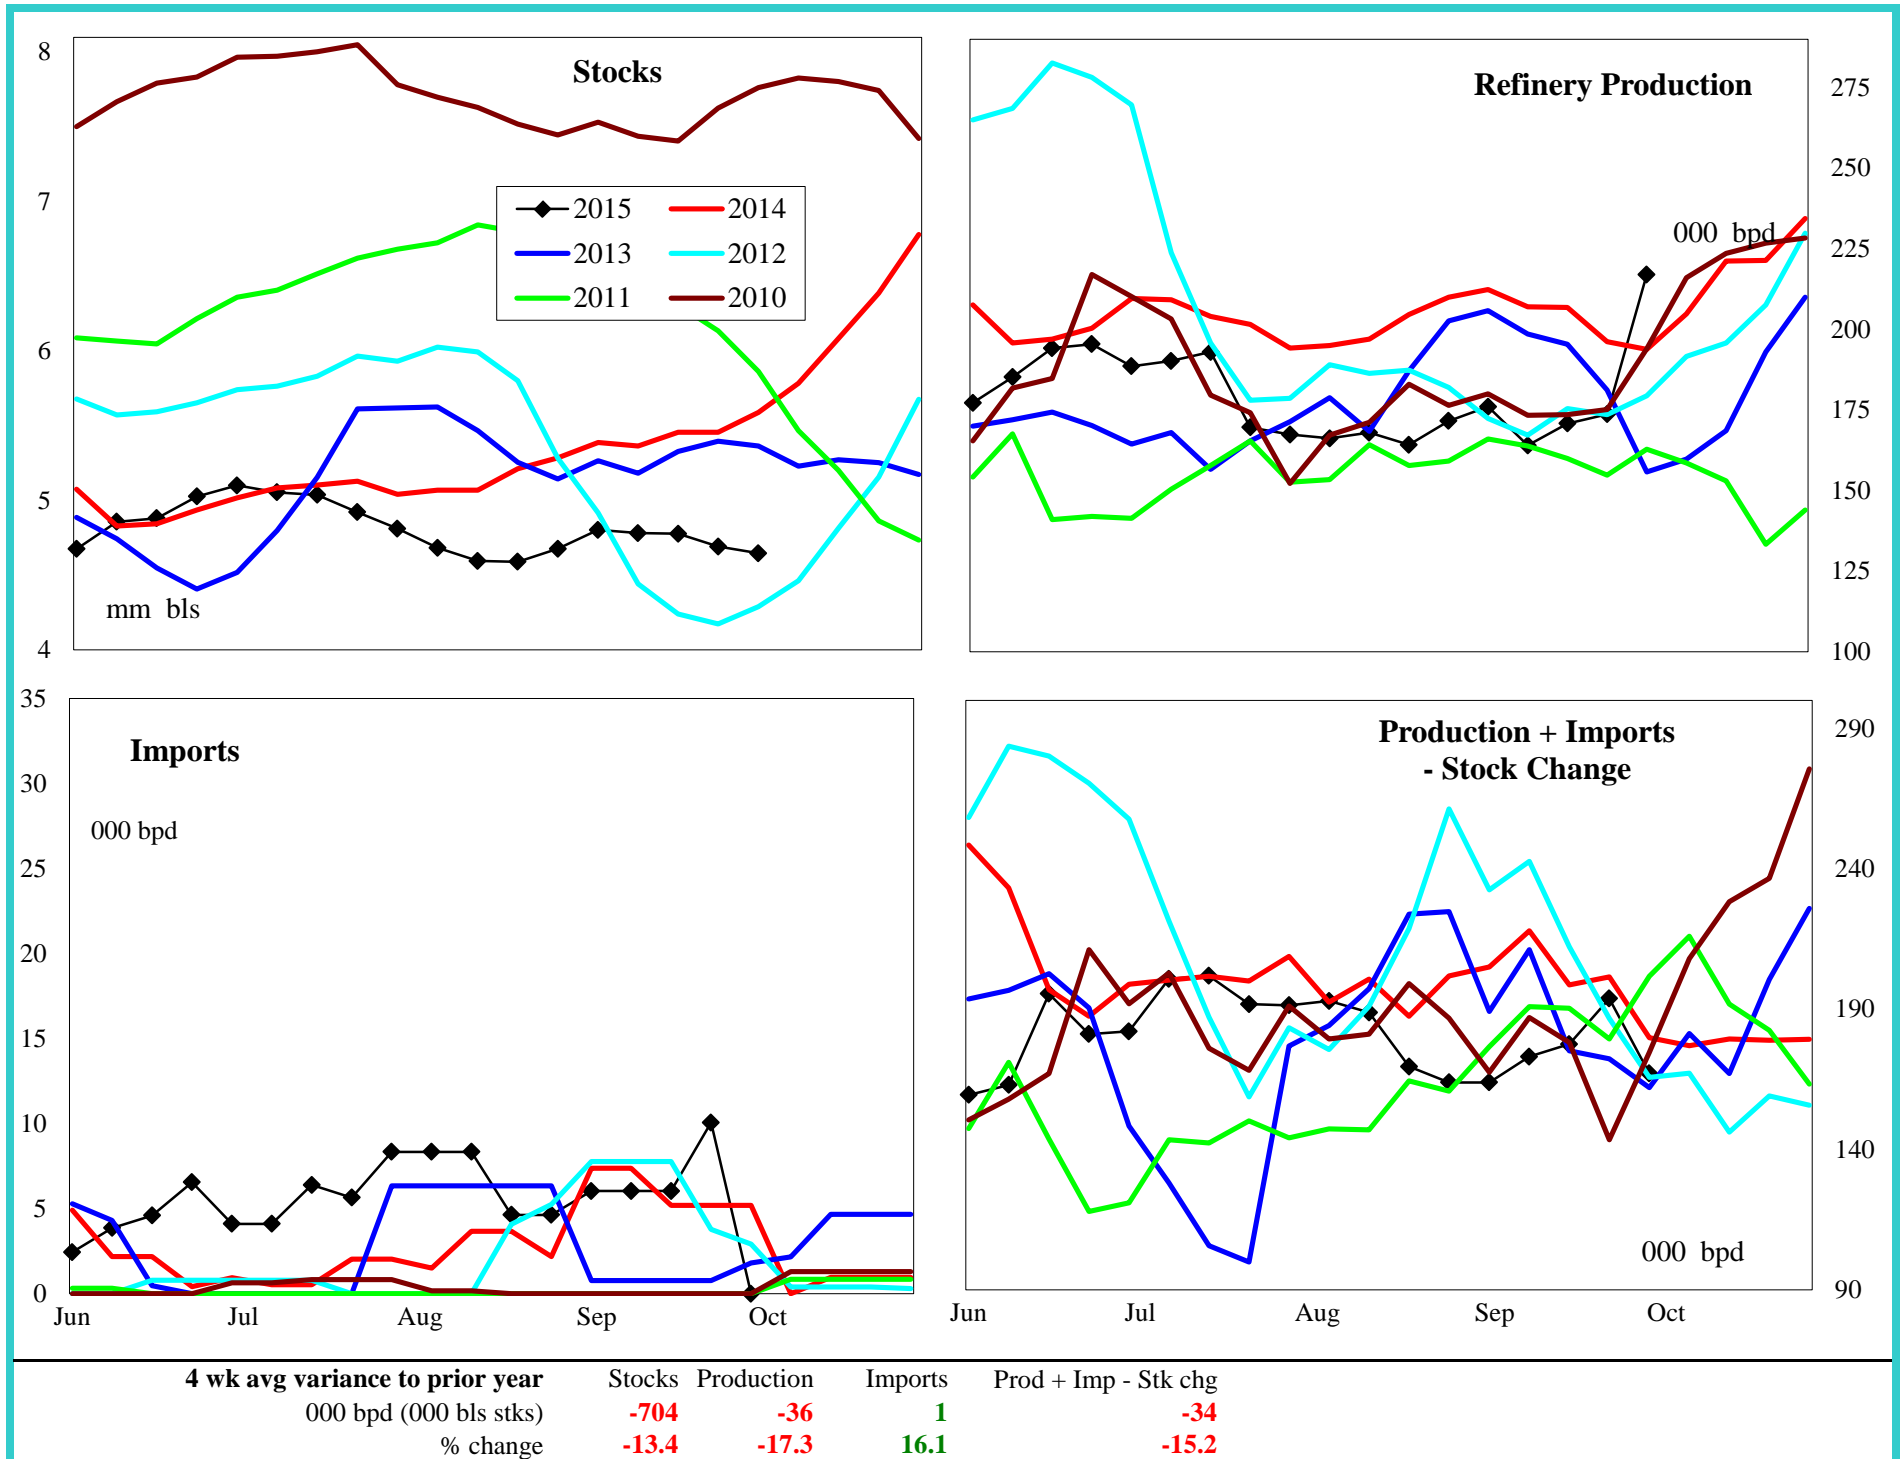 Stocks
8
7
6
5
4
mm bls
2015 2014
2013 2012
2011 2010
Refinery Production
000 bpd
275
250
225
200
175
150
125
100
Imports
000 bpd
35
30
25
20
15
10
5
0
Jun Jul Aug Sep Oct
Production + Imports
- Stock Change
000 bpd
290
240
190
140
90
Jun Jul Aug Sep Oct
4 wk avg variance to prior year Stocks Production Imports Prod + Imp - Stk chg
000 bpd (000 bls stks) -704 -36 1 -34
% change -13.4 -17.3 16.1 -15.2